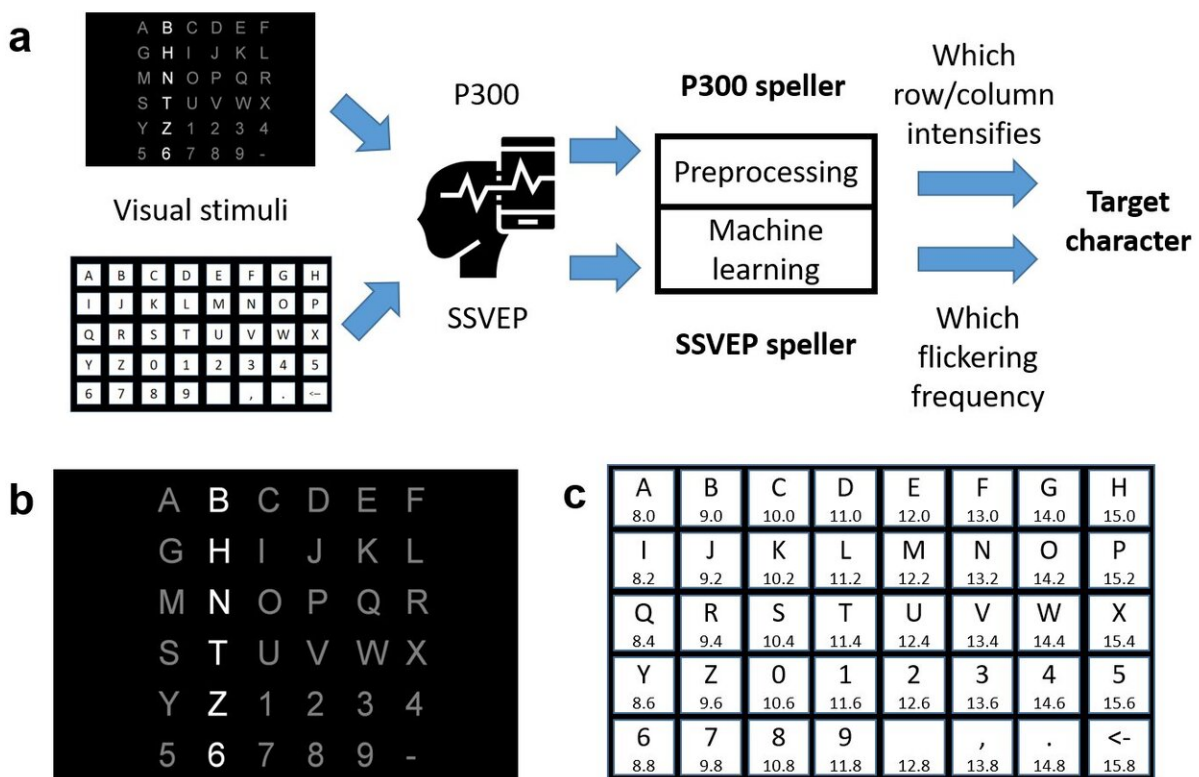 a
A B C D E F
G H I J K L
M N O P Q R
S T U V W X
Y Z 1 2 3 4
5 6 7 8 9 -
Visual stimuli
A B C D E F G H
I J K L M N O P
Q R S T U V W X
Y Z 0 1 2 3 4 5
6 7 8 9 , . <--
P300
SSVEP
P300 speller
Preprocessing
Machine
learning
SSVEP speller
Which
row/column
intensifies
Which
flickering
frequency
Target
character
b
A B C D E F
G H I J K L
M N O P Q R
S T U V W X
Y Z 1 2 3 4
5 6 7 8 9 -
c
A B C D E F G H
8.0 9.0 10.0 11.0 12.0 13.0 14.0 15.0
I J K L M N O P
8.2 9.2 10.2 11.2 12.2 13.2 14.2 15.2
Q R S T U V W X
8.4 9.4 10.4 11.4 12.4 13.4 14.4 15.4
Y Z 0 1 2 3 4 5
8.6 9.6 10.6 11.6 12.6 13.6 14.6 15.6
6 7 8 9 , . <-
8.8 9.8 10.8 11.8 12.8 13.8 14.8 15.8